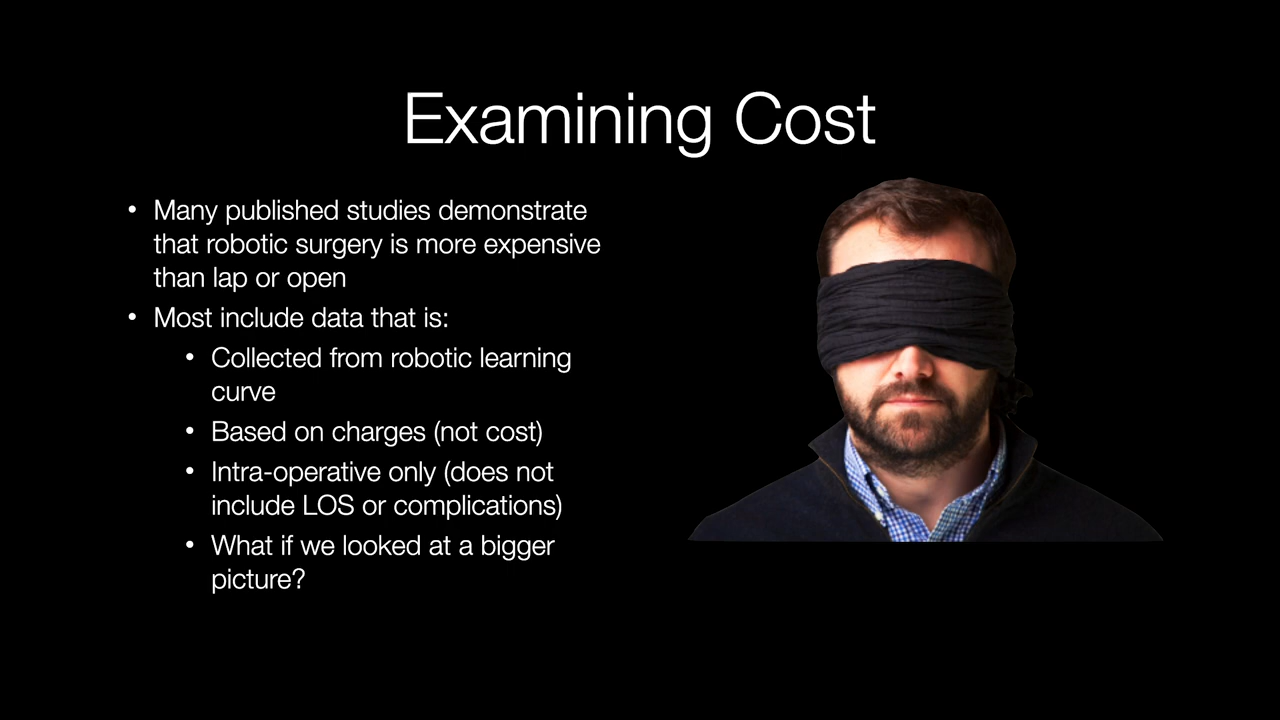 Examining Cost
• Many published studies demonstrate
that robotic surgery is more expensive
than lap or open
• Most include data that is:
• Collected from robotic learning
curve
• Based on charges (not cost)
• Intra-operative only (does not
include LOS or complications)
• What if we looked at a bigger
picture?